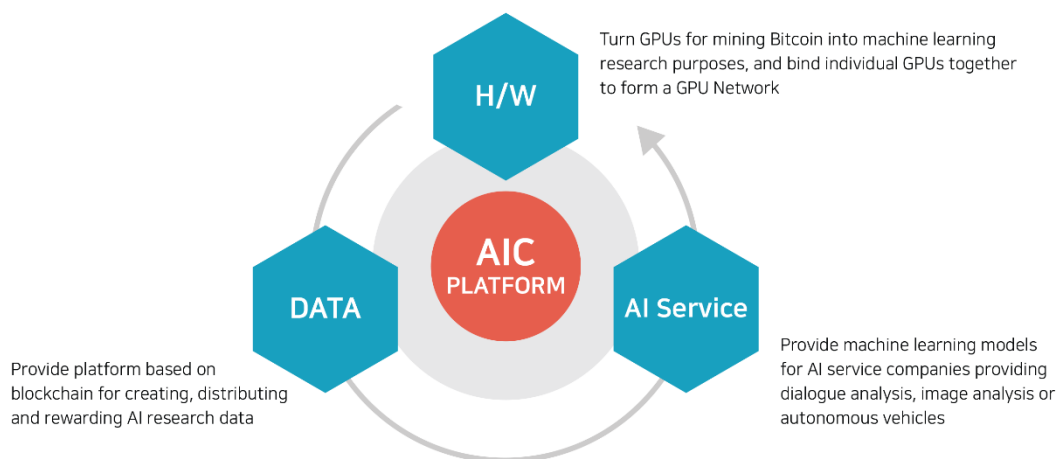 Turn GPUs for mining Bitcoin into machine learning
research purposes, and bind individual GPUs together
to form a GPU Network
H/W
AIC
PLATFORM
DATA
AI Service
Provide platform based on
blockchain for creating, distributing
and rewarding AI research data
Provide machine learning models
for AI service companies providing
dialogue analysis, image analysis or
autonomous vehicles